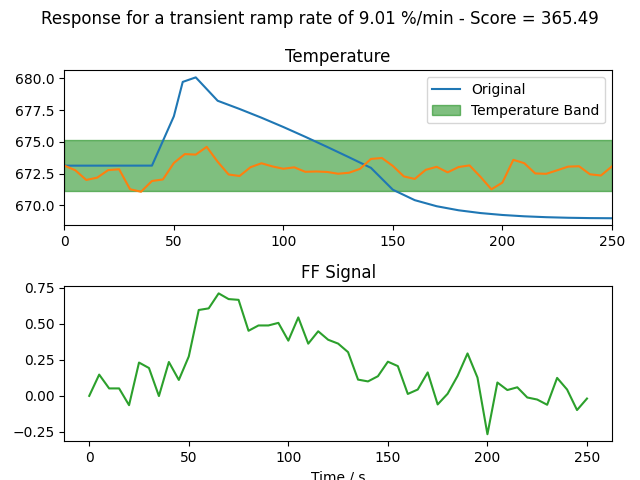 Response for a transient ramp rate of 9.01 %/min - Score = 365.49
Temperature
680.0
677.5
675.0
672.5
670.0
Original
Temperature Band
0 50 100 150 200 250
FF Signal
0.75
0.50
0.25
0.00
−0.25
0 50 100 150 200 250
Time / s